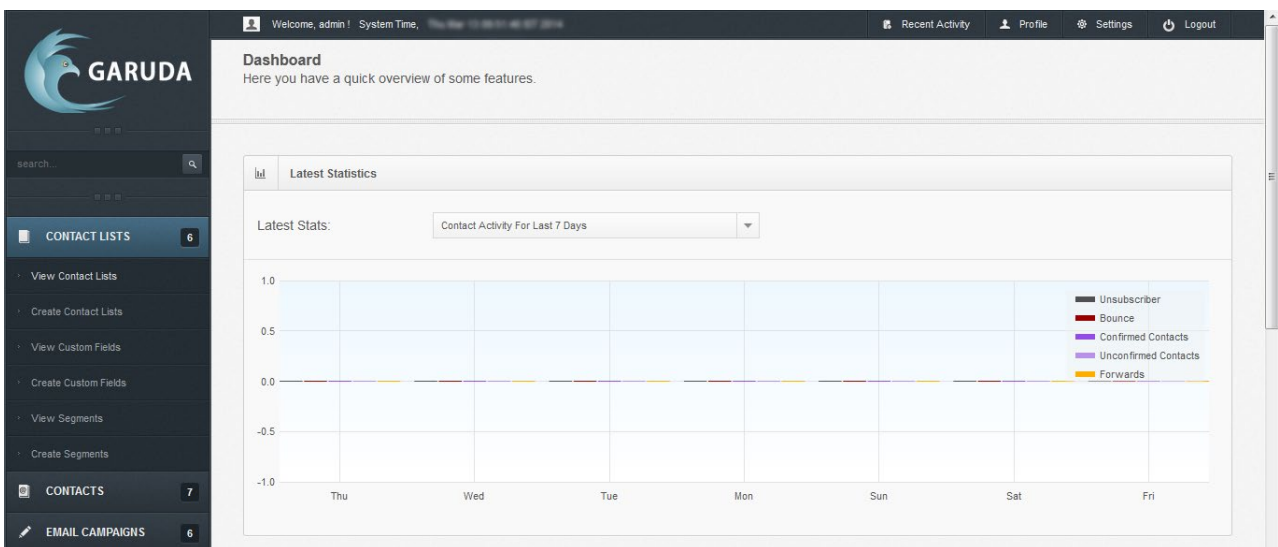 Welcome, admin ! System Time,
Recent Activity
Profile
Settings
Logout
GARUDA
search...
CONTACT LISTS 6
View Contact Lists
Create Contact Lists
View Custom Fields
Create Custom Fields
View Segments
Create Segments
CONTACTS 7
EMAIL CAMPAIGNS 6
Dashboard
Here you have a quick overview of some features.
Latest Statistics
Latest Stats: Contact Activity For Last 7 Days
1.0
0.5
0.0
-0.5
-1.0
Unsubscriber
Bounce
Confirmed Contacts
Unconfirmed Contacts
Forwards
Thu Wed Tue Mon Sun Sat Fri